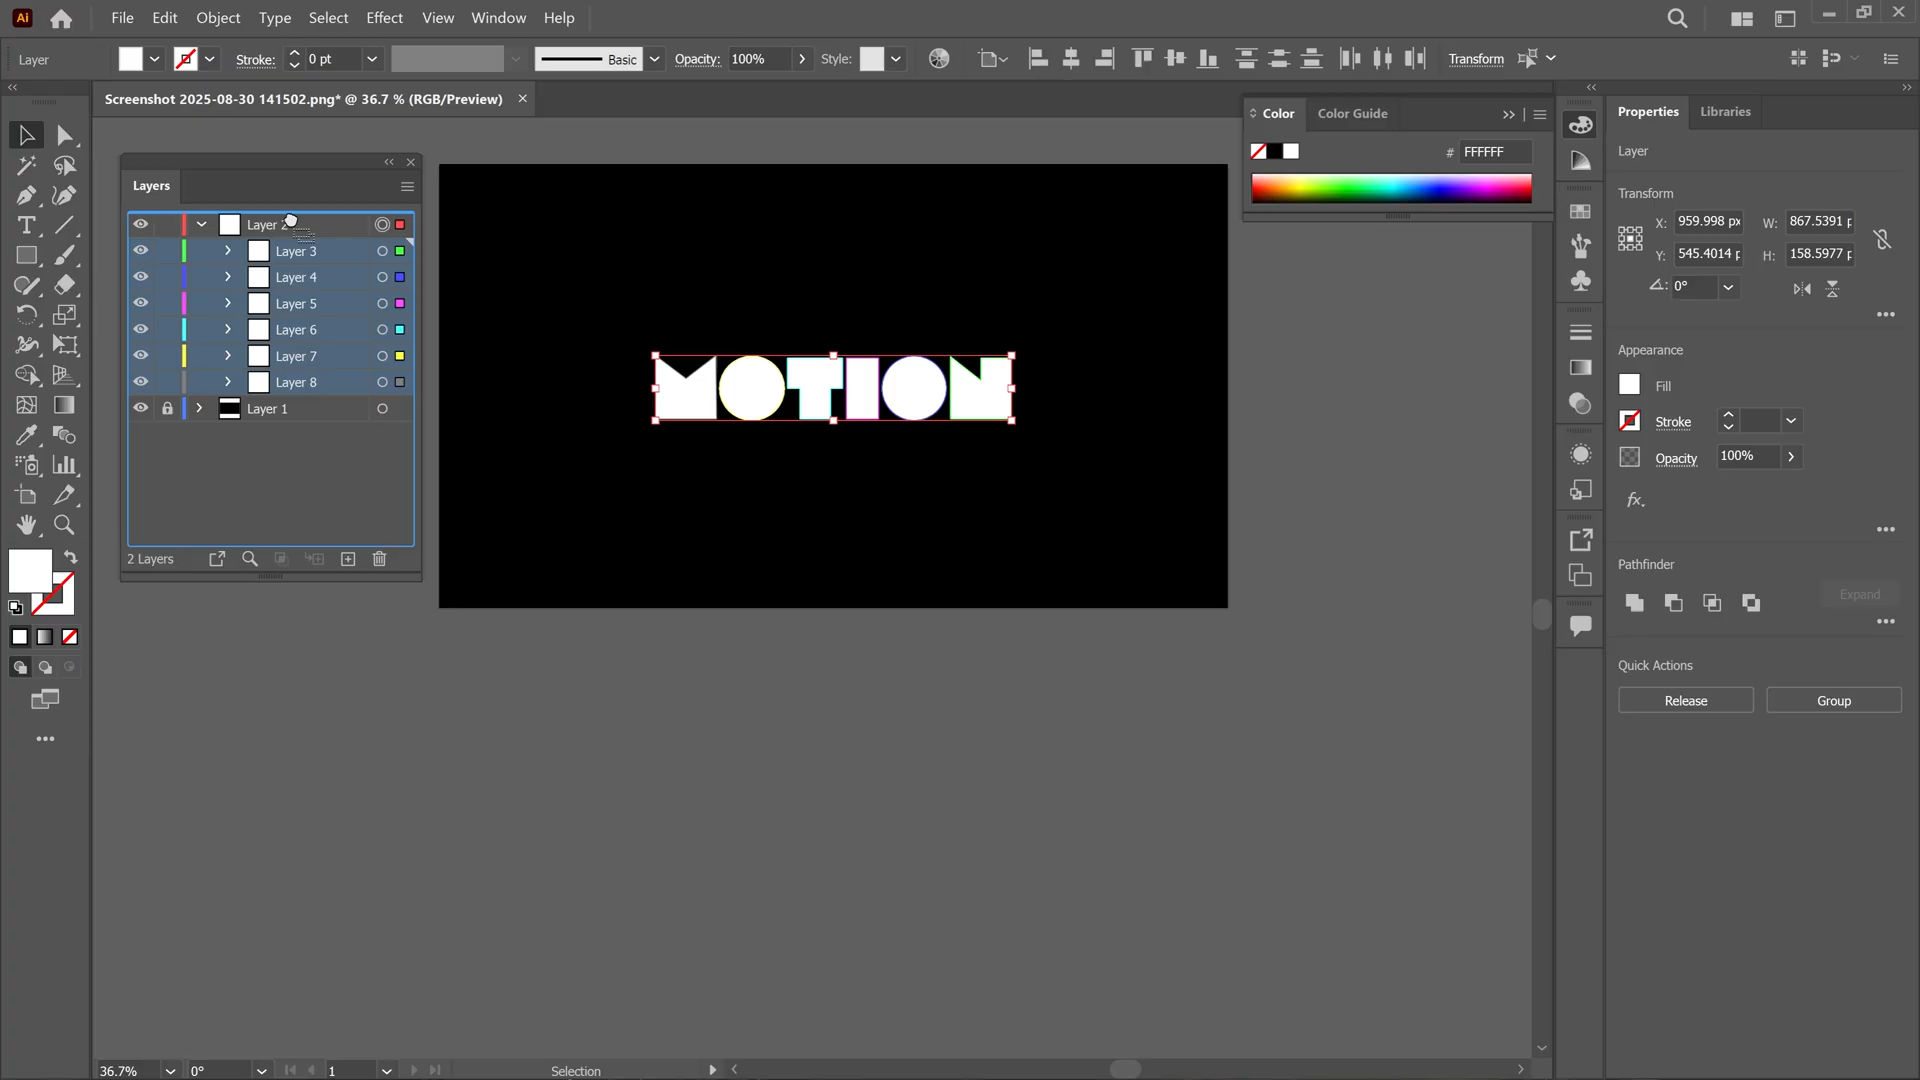 Ai File Edit Object Type Select Effect View Window Help
Layer Stroke: 0 pt Basic Opacity: 100% Style: Transform
Screenshot 2025-08-30 141502.png* @ 36.7 % (RGB/Preview)
Color Color Guide
# FFFFFF
Properties Libraries
Layer
Transform
X: 959.998 px W: 867.5391 p
Y: 545.4014 p H: 158.5977 p
0°
Appearance
Fill
Stroke
Opacity 100%
fx.
Pathfinder
Expand
Quick Actions
Release Group
Layers
Layer 2
Layer 3
Layer 4
Layer 5
Layer 6
Layer 7
Layer 8
Layer 1
2 Layers
MOTION
36.7% 0° 1 Selection